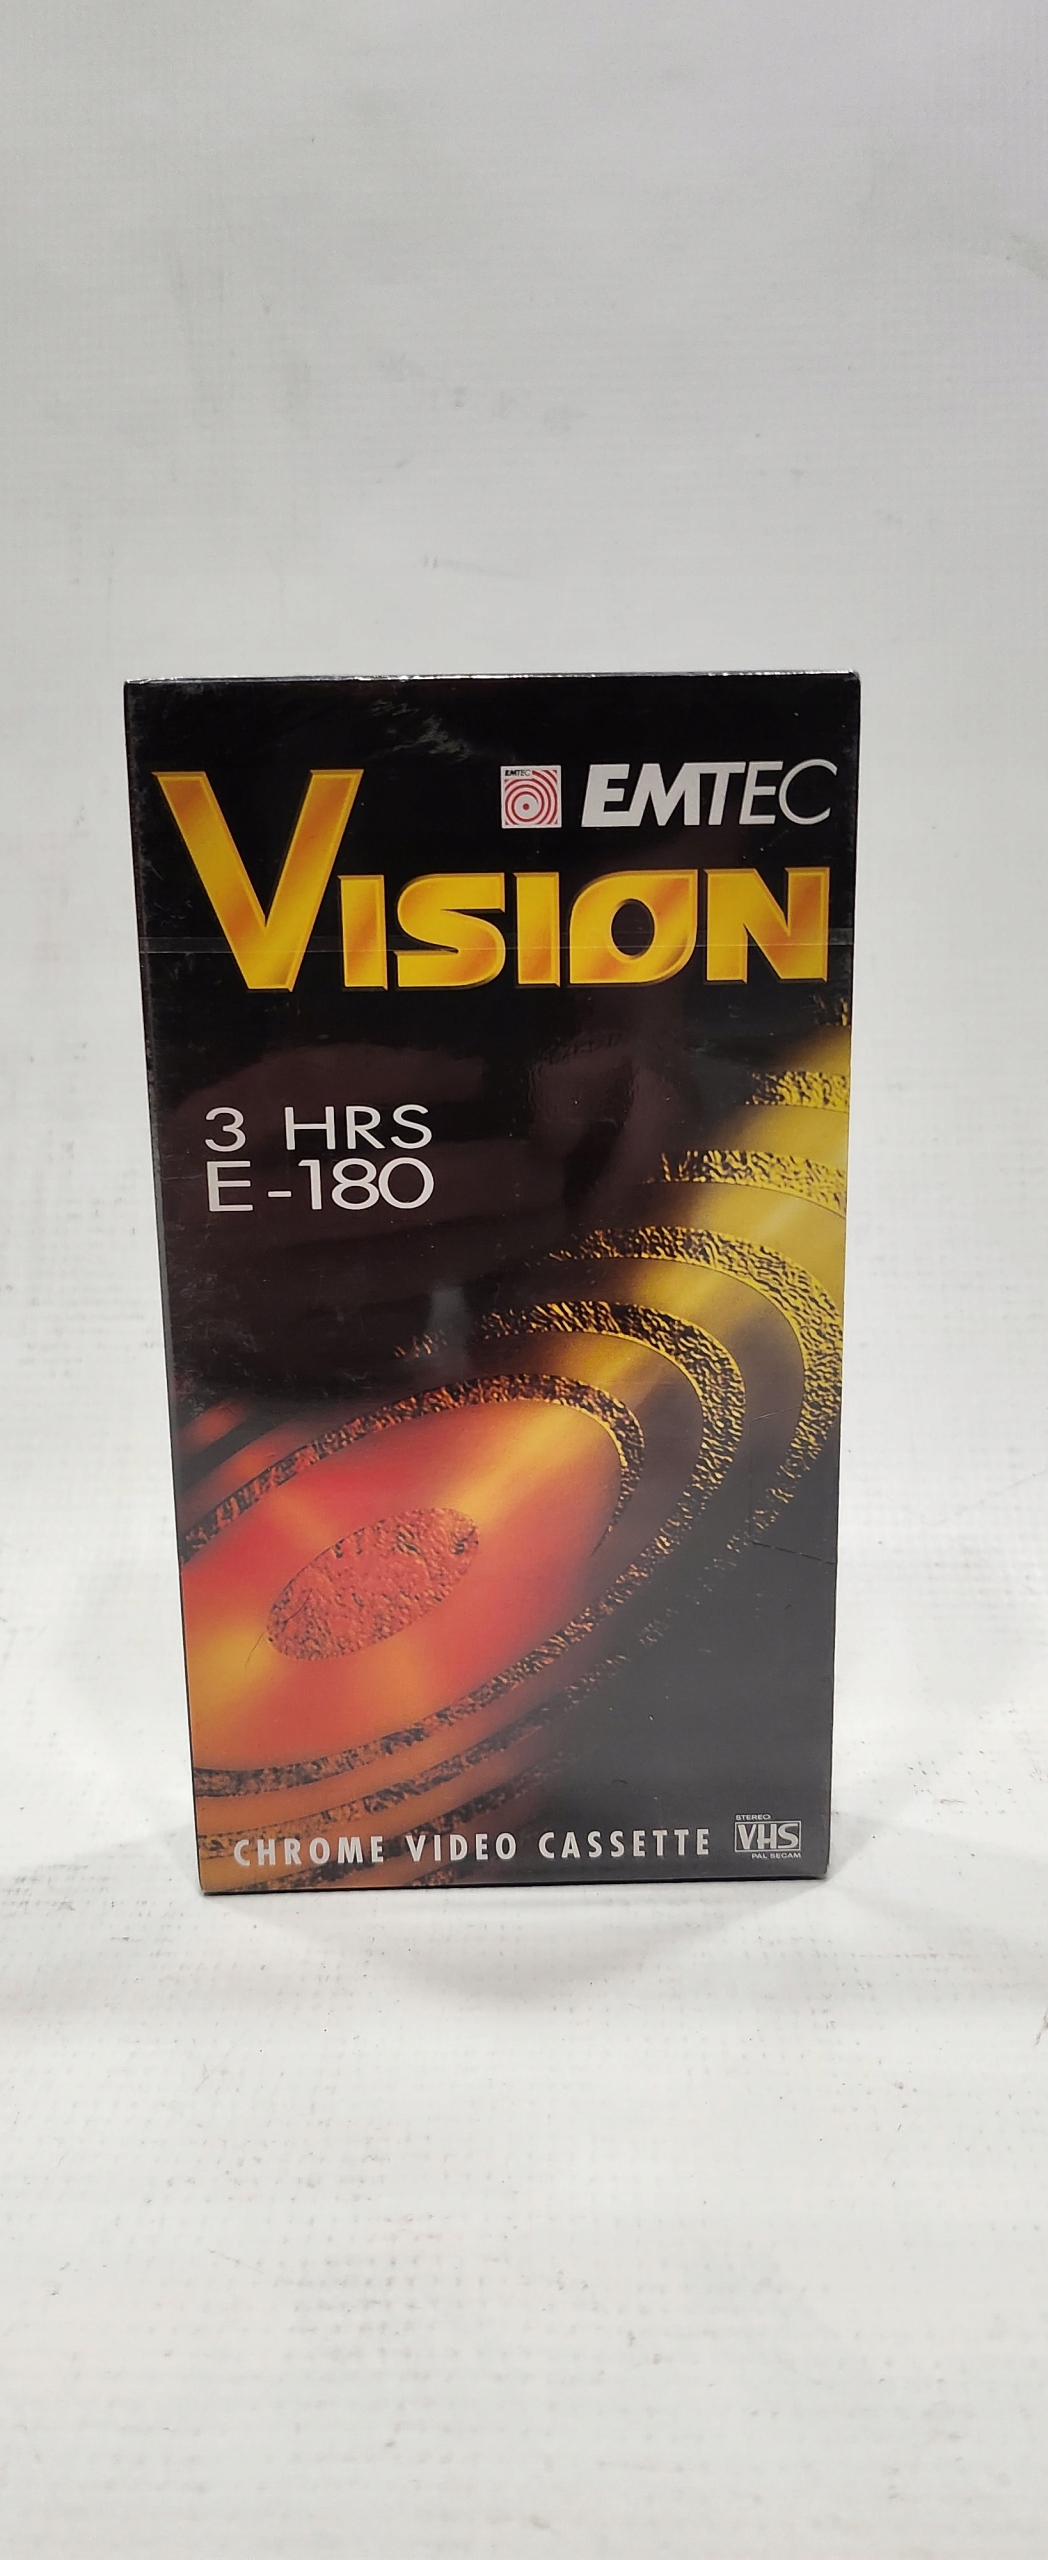 EMTEC
EMTEC
VISION
3 HRS
E-180
CHROME VIDEO CASSETTE
STEREO
VHS
PAL SECAM